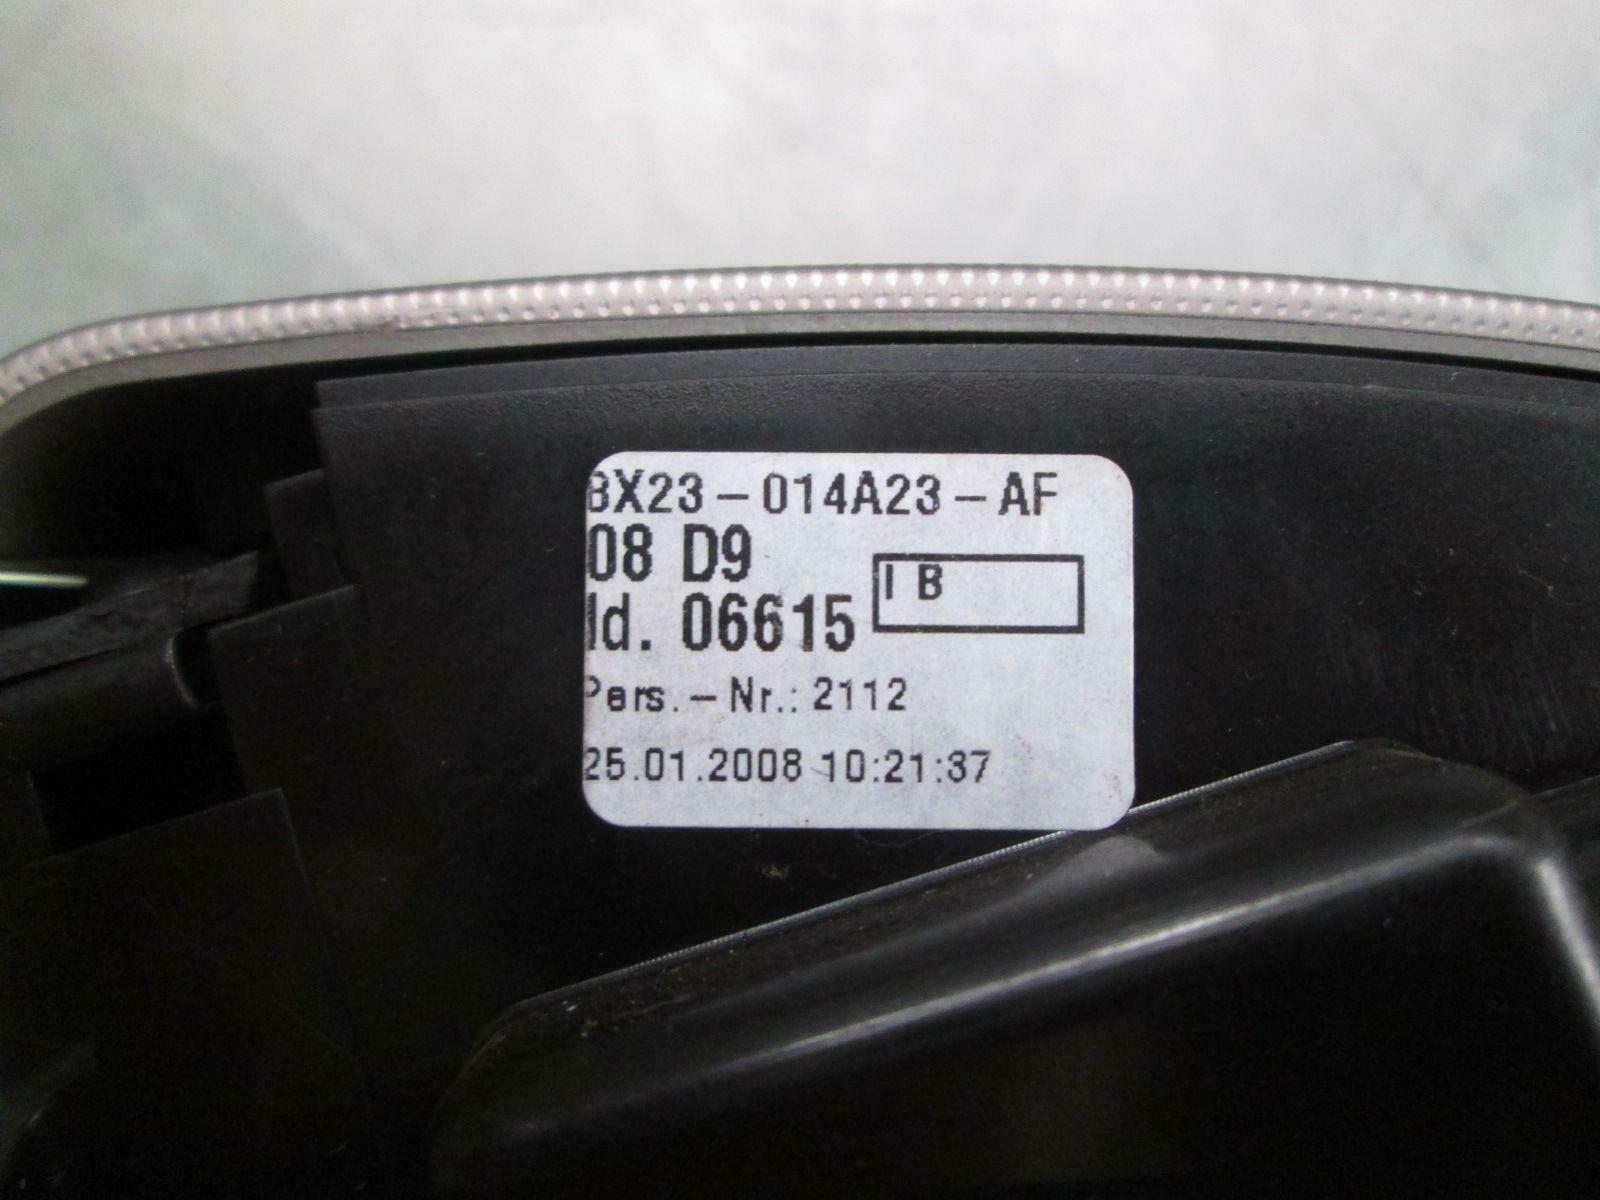 8X23-014A23-AF
08 D9
I B
Id. 06615
Pers.-Nr.: 2112
25.01.2008 10:21:37